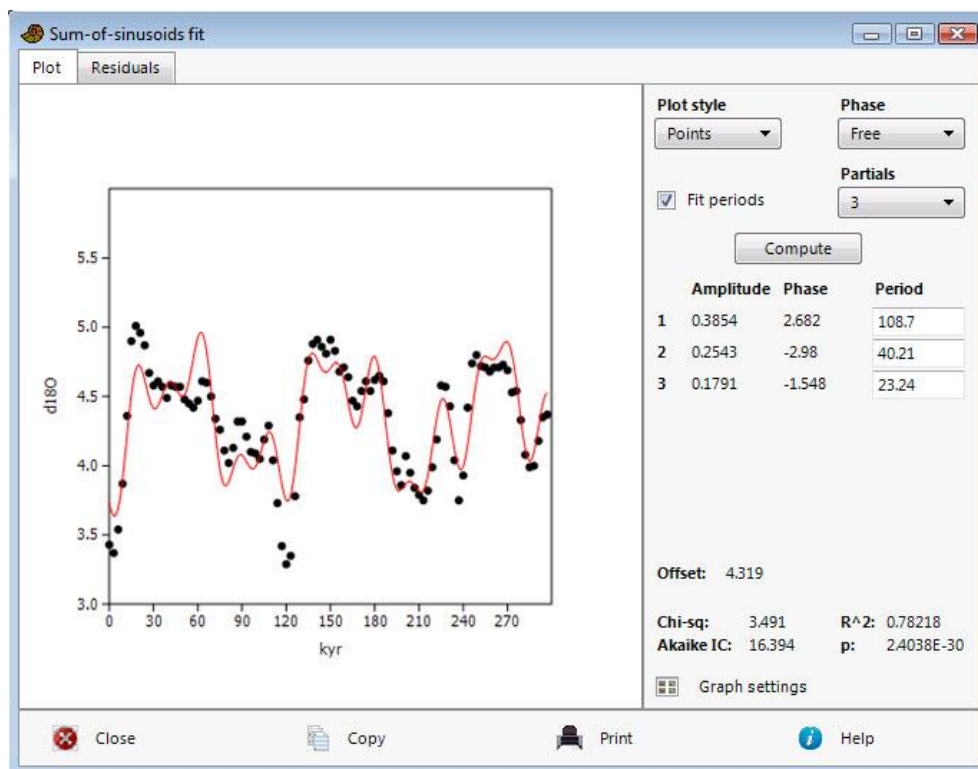 Sum-of-sinusoids fit
Plot Residuals
Plot style Phase
Points Free
Partials
Fit periods 3
Compute
Amplitude Phase Period
1 0.3854 2.682 108.7
2 0.2543 -2.98 40.21
3 0.1791 -1.548 23.24
Offset: 4.319
Chi-sq: 3.491 R^2: 0.78218
Akaike IC: 16.394 p: 2.4038E-30
Graph settings
5.5
5.0
4.5
4.0
3.5
3.0
d18O
0 30 60 90 120 150 180 210 240 270
kyr
Close Copy Print Help